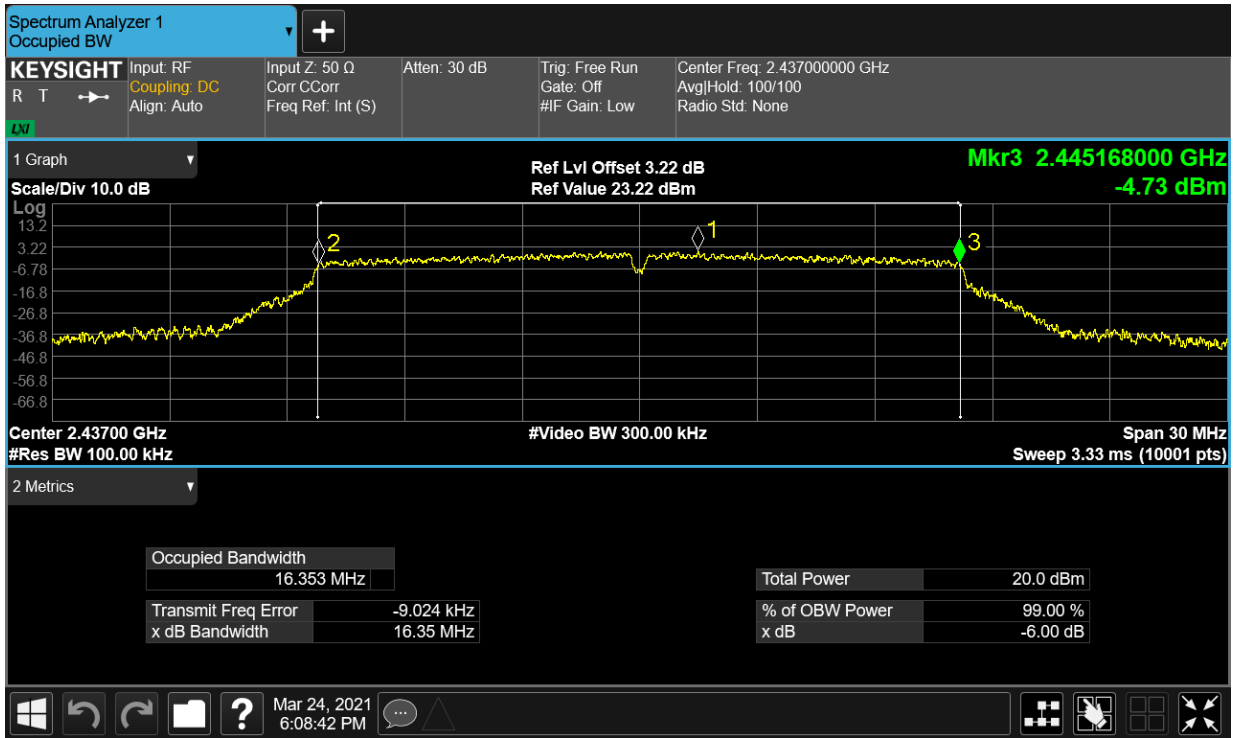 Spectrum Analyzer 1
Occupied BW
KEYSIGHT
R T
LXI
Input: RF
Coupling: DC
Align: Auto
Input Z: 50 Ω
Corr CCorr
Freq Ref: Int (S)
Atten: 30 dB
Trig: Free Run
Gate: Off
#IF Gain: Low
Center Freq: 2.437000000 GHz
Avg|Hold: 100/100
Radio Std: None
1 Graph
Scale/Div 10.0 dB
Ref Lvl Offset 3.22 dB
Ref Value 23.22 dBm
Mkr3 2.445168000 GHz
-4.73 dBm
Log
13.2
3.22
-6.78
-16.8
-26.8
-36.8
-46.8
-56.8
-66.8
2
1
3
Center 2.43700 GHz
#Res BW 100.00 kHz
#Video BW 300.00 kHz
Span 30 MHz
Sweep 3.33 ms (10001 pts)
2 Metrics
Occupied Bandwidth
16.353 MHz
Transmit Freq Error -9.024 kHz
x dB Bandwidth 16.35 MHz
Total Power 20.0 dBm
% of OBW Power 99.00 %
x dB -6.00 dB
?
Mar 24, 2021
6:08:42 PM